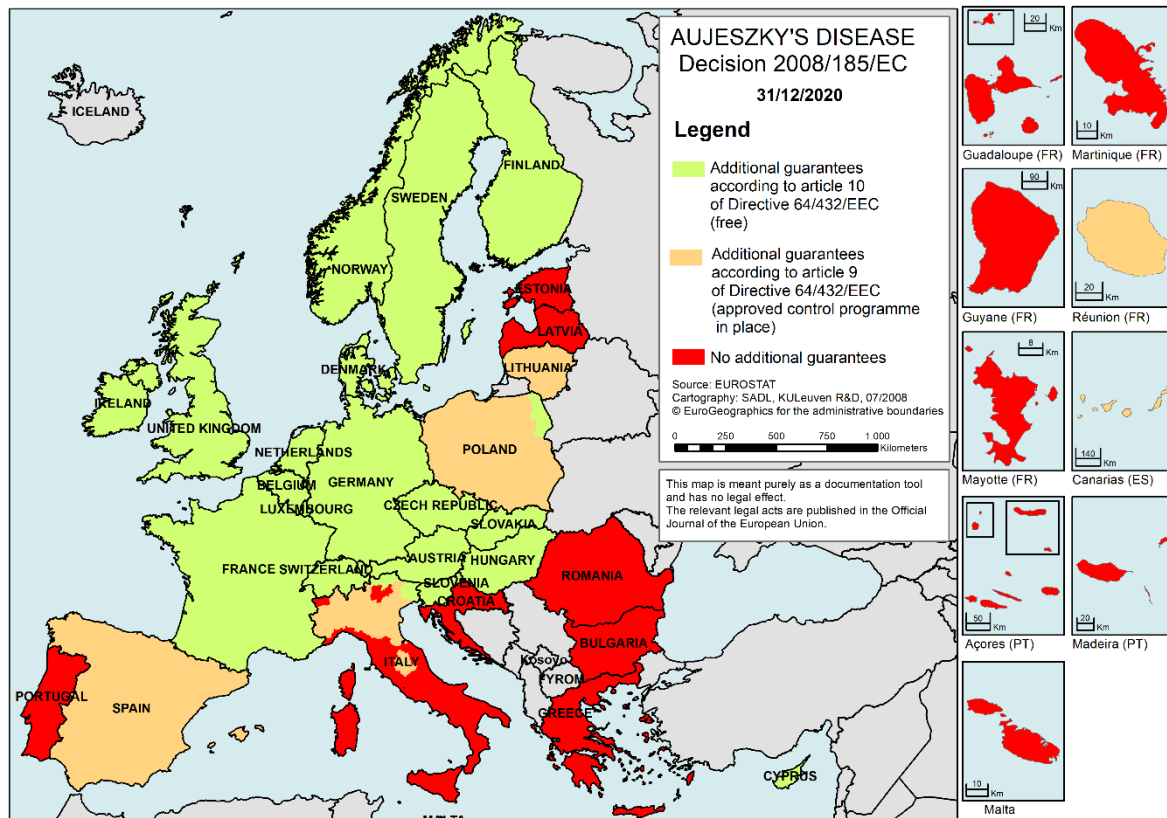 AUJESZKY'S DISEASE
Decision 2008/185/EC
31/12/2020
Legend
Additional guarantees
according to article 10
of Directive 64/432/EEC
(free)
Additional guarantees
according to article 9
of Directive 64/432/EEC
(approved control programme
in place)
No additional guarantees
Source: EUROSTAT
Cartography: SADL, KULeuven R&D, 07/2008
© EuroGeographics for the administrative boundaries
0 250 500 750 1.000
Kilometers
This map is meant purely as a documentation tool
and has no legal effect.
The relevant legal acts are published in the Official
Journal of the European Union.
ICELAND
FINLAND
SWEDEN
NORWAY
ESTONIA
LATVIA
LITHUANIA
DENMARK
IRELAND
UNITED KINGDOM
NETHERLANDS
POLAND
BELGIUM
GERMANY
LUXEMBOURG
CZECH REPUBLIC
SLOVAKIA
AUSTRIA
HUNGARY
FRANCE
SWITZERLAND
SLOVENIA
ROMANIA
CROATIA
BULGARIA
ITALY
Kosovo
FYROM
PORTUGAL
SPAIN
GREECE
CYPRUS
MALTA
20
Km
Guadaloupe (FR)
10
Km
Martinique (FR)
90
Km
Guyane (FR)
20
Km
Réunion (FR)
8
Km
Mayotte (FR)
140
Km
Canarias (ES)
50
Km
Açores (PT)
20
Km
Madeira (PT)
10
Km
Malta